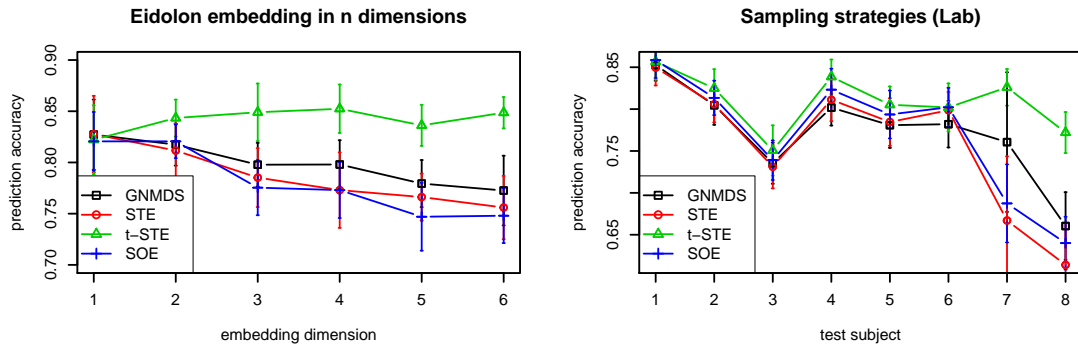 Eidolon embedding in n dimensions
prediction accuracy
0.90
0.85
0.80
0.75
0.70
GNMDS
STE
t−STE
SOE
1 2 3 4 5 6
embedding dimension
Sampling strategies (Lab)
prediction accuracy
0.85
0.75
0.65
GNMDS
STE
t−STE
SOE
1 2 3 4 5 6 7 8
test subject